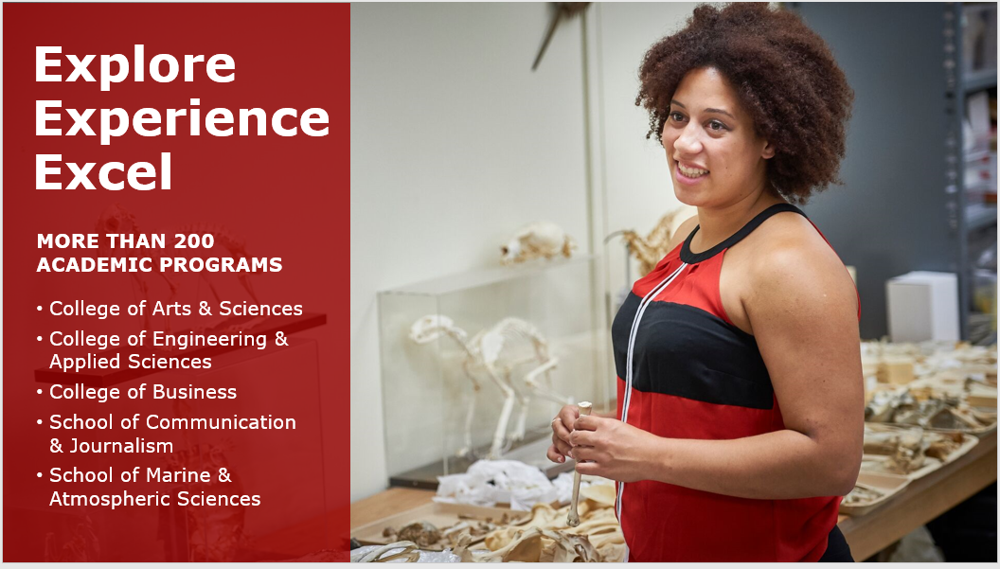 Explore
Experience
Excel
MORE THAN 200
ACADEMIC PROGRAMS
• College of Arts & Sciences
• College of Engineering &
Applied Sciences
• College of Business
• School of Communication
& Journalism
• School of Marine &
Atmospheric Sciences